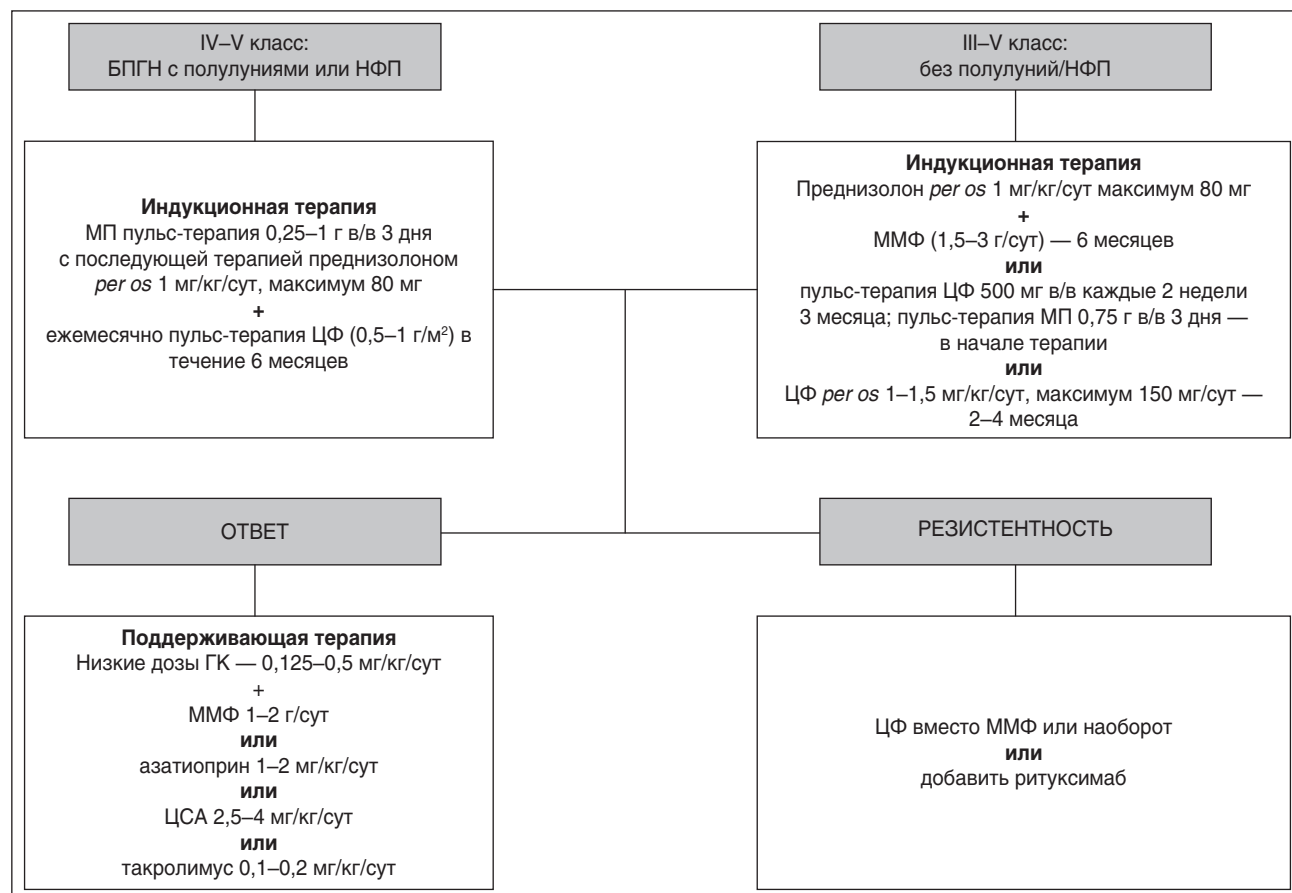 IV–V класс:
БПГН с полулуниями или НФП
III–V класс:
без полулуний/НФП
Индукционная терапия
МП пульс-терапия 0,25–1 г в/в 3 дня
с последующей терапией преднизолоном
per os 1 мг/кг/сут, максимум 80 мг
+
ежемесячно пульс-терапия ЦФ (0,5–1 г/м²) в
течение 6 месяцев
Индукционная терапия
Преднизолон per os 1 мг/кг/сут максимум 80 мг
+
ММФ (1,5–3 г/сут) — 6 месяцев
или
пульс-терапия ЦФ 500 мг в/в каждые 2 недели
3 месяца; пульс-терапия МП 0,75 г в/в 3 дня —
в начале терапии
или
ЦФ per os 1–1,5 мг/кг/сут, максимум 150 мг/сут —
2–4 месяца
ОТВЕТ
РЕЗИСТЕНТНОСТЬ
Поддерживающая терапия
Низкие дозы ГК — 0,125–0,5 мг/кг/сут
+
ММФ 1–2 г/сут
или
азатиоприн 1–2 мг/кг/сут
или
ЦСА 2,5–4 мг/кг/сут
или
такролимус 0,1–0,2 мг/кг/сут
ЦФ вместо ММФ или наоборот
или
добавить ритуксимаб